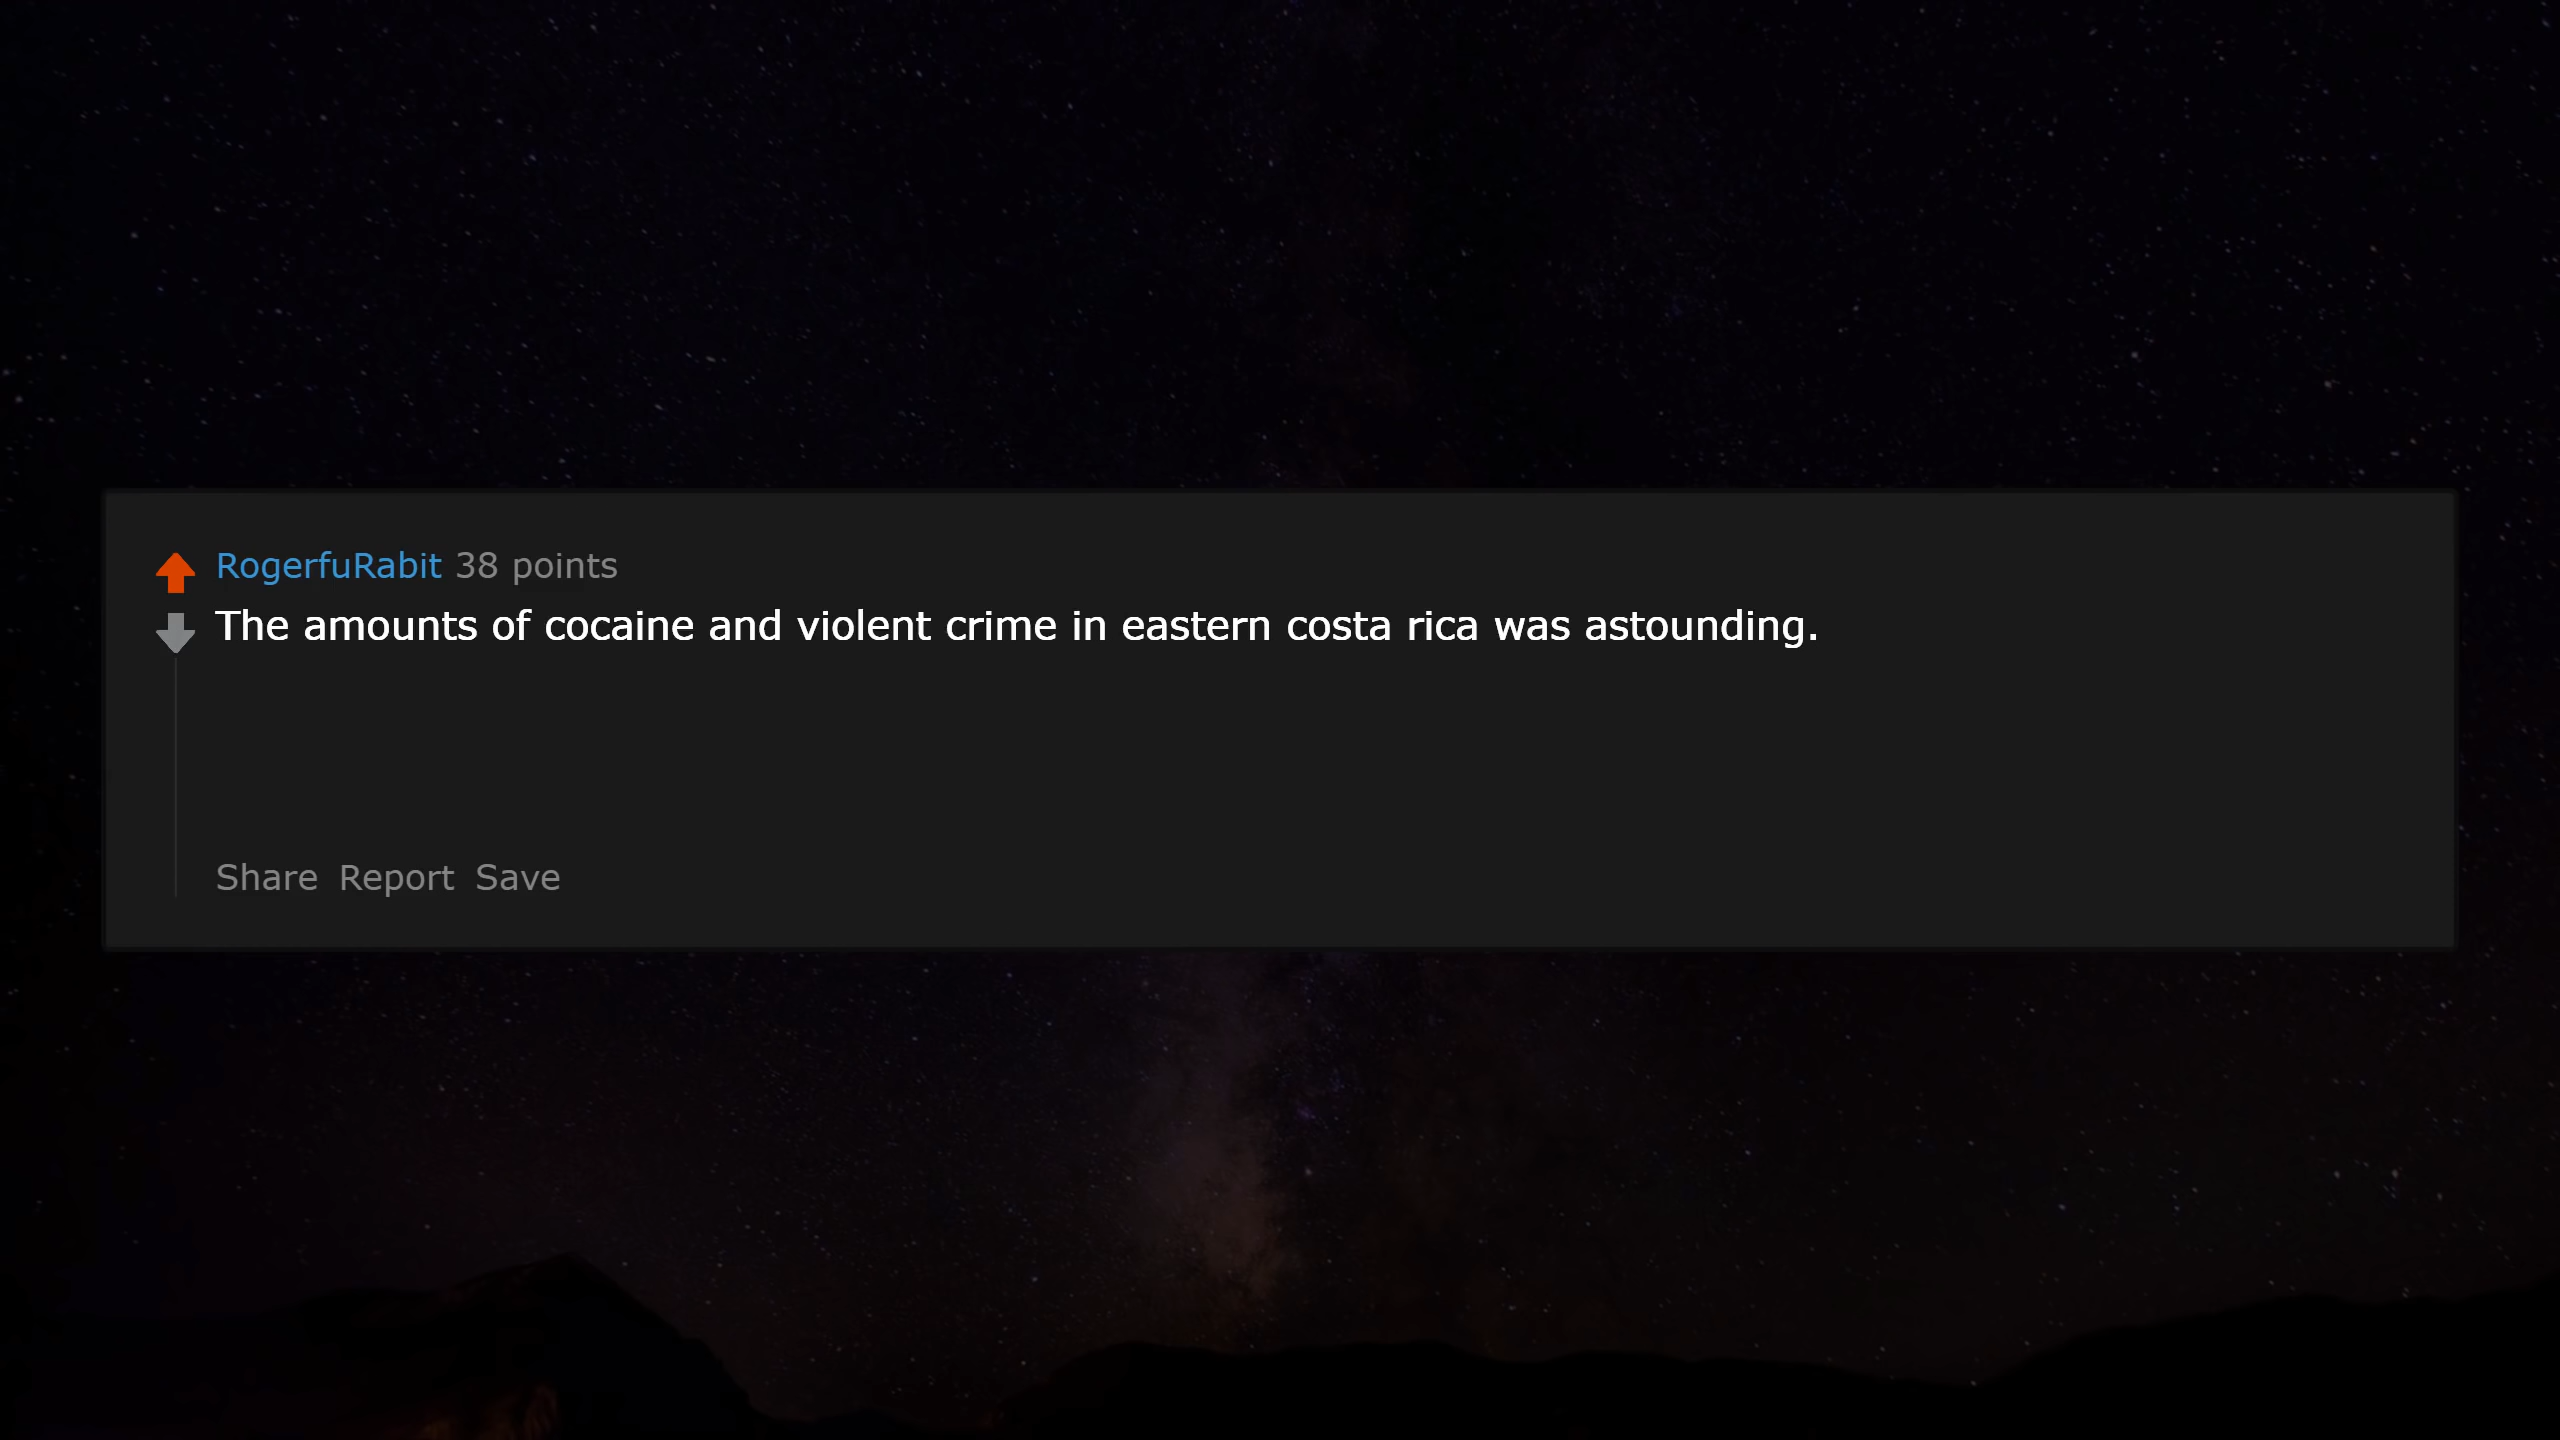 RogerfuRabit 38 points
The amounts of cocaine and violent crime in eastern costa rica was astounding.
Share Report Save